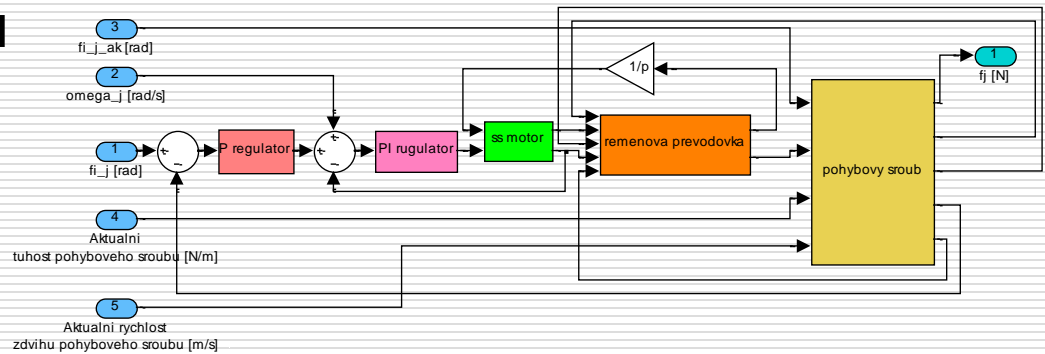 3
fi_j_ak [rad]
2
omega_j [rad/s]
1
fi_j [rad]
4
Aktualni
tuhost pohyboveho sroubu [N/m]
5
Aktualni rychlost
zdvihu pohyboveho sroubu [m/s]
P regulator
PI rugulator
ss motor
1/p
remenova prevodovka
pohybovy sroub
1
fj [N]